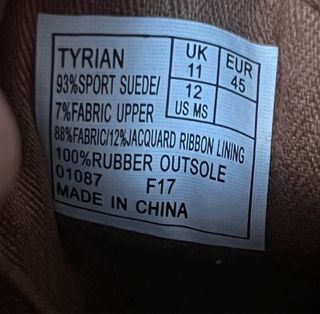 TYRIAN
93%SPORT SUEDE/
7%FABRIC UPPER
88%FABRIC/12%JACQUARD RIBBON LINING
100%RUBBER OUTSOLE
01087 F17
MADE IN CHINA
UK
11
12
US MS
EUR
45